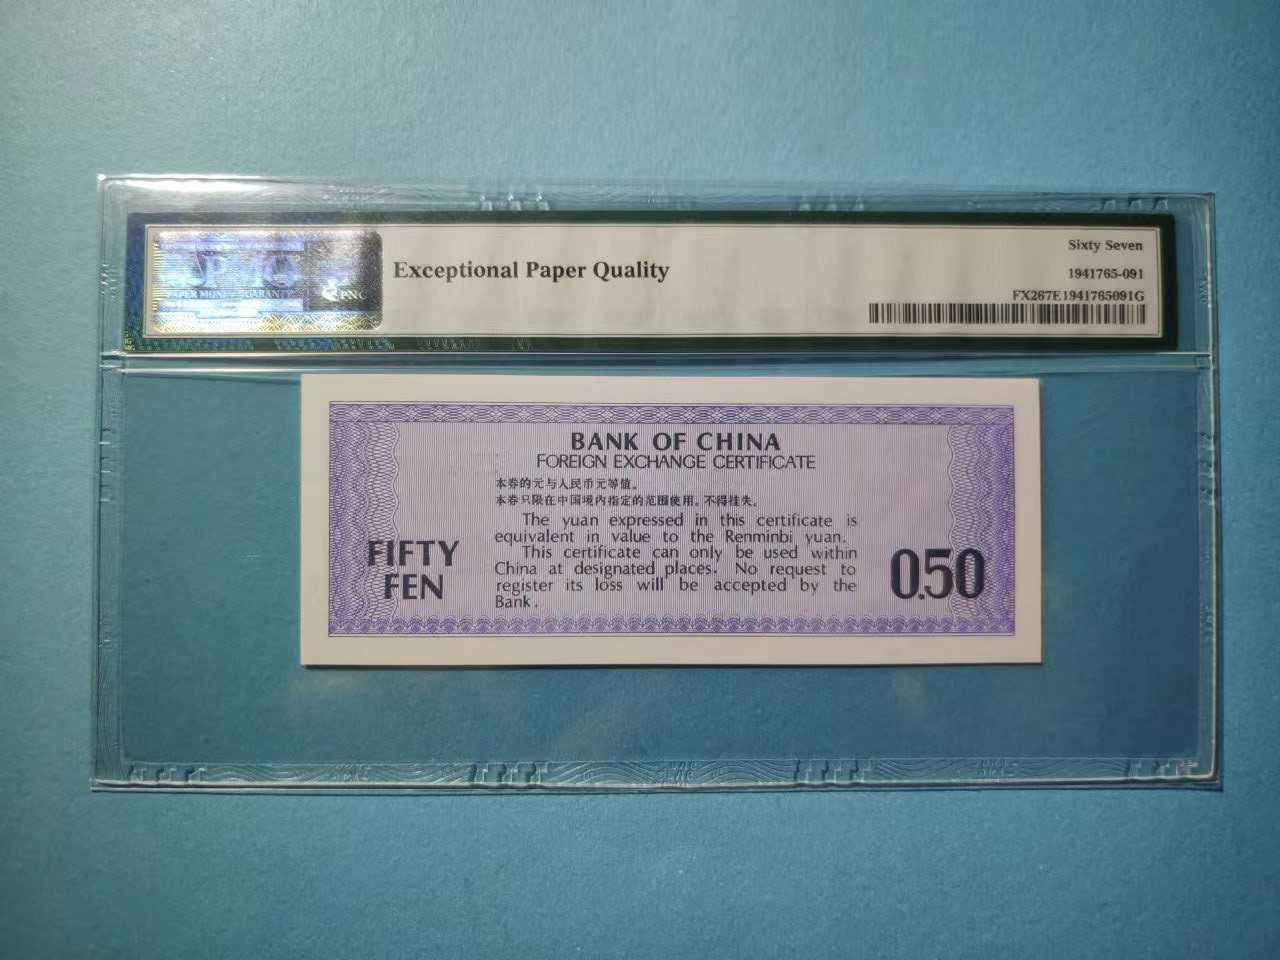 Exceptional Paper Quality
Sixty Seven
1941765-091
FX267E1941765091G
PAPER MONEY GUARANTY
BANK OF CHINA
FOREIGN EXCHANGE CERTIFICATE
本券的元与人民币元等值。
本券只限在中国境内指定的范围使用。不得挂失。
The yuan expressed in this certificate is
equivalent in value to the Renminbi yuan.
This certificate can only be used within
China at designated places. No request to
register its loss will be accepted by the
Bank.
FIFTY
FEN
0.50